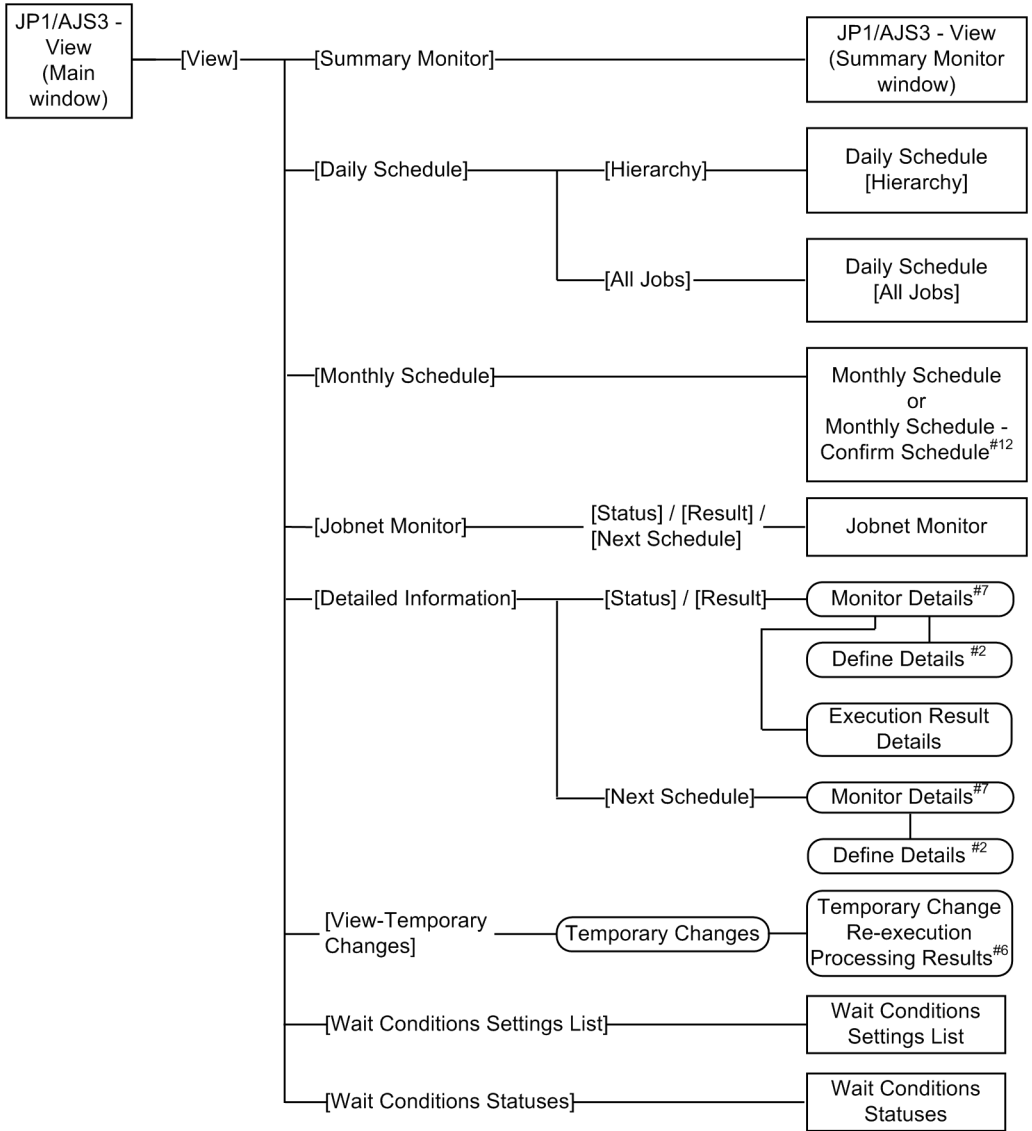 JP1/AJS3 -
View
(Main
window)
[View]
[Summary Monitor]
JP1/AJS3 - View
(Summary Monitor
window)
[Daily Schedule]
[Hierarchy]
Daily Schedule
[Hierarchy]
[All Jobs]
Daily Schedule
[All Jobs]
[Monthly Schedule]
Monthly Schedule
or
Monthly Schedule -
Confirm Schedule#12
[Jobnet Monitor]
[Status] / [Result] /
[Next Schedule]
Jobnet Monitor
[Detailed Information]
[Status] / [Result]
Monitor Details#7
Define Details #2
Execution Result
Details
[Next Schedule]
Monitor Details#7
Define Details #2
[View-Temporary
Changes]
Temporary Changes
Temporary Change
Re-execution
Processing Results#6
[Wait Conditions Settings List]
Wait Conditions
Settings List
[Wait Conditions Statuses]
Wait Conditions
Statuses